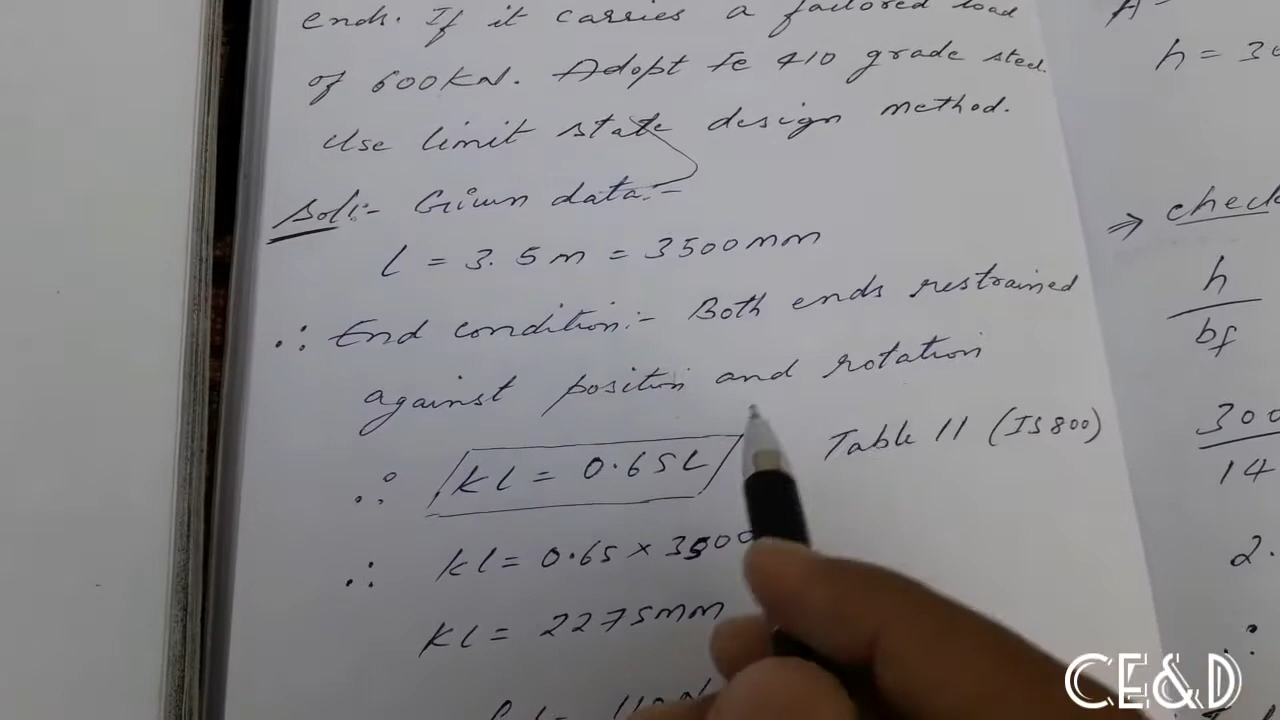 ends. If it carries a factored load
of 600KN. Adopt Fe 410 grade steel.
Use limit state design method.
Sol:- Given data:-
l = 3.5m = 3500mm
∴ End condition:- Both ends restrained
against position and rotation
∴ KL = 0.65L Table 11 (IS800)
∴ Kl = 0.65 × 3500
KL = 2275mm
h = 30
⇒ check
h
bf
300
14
2.
∴
CE&D